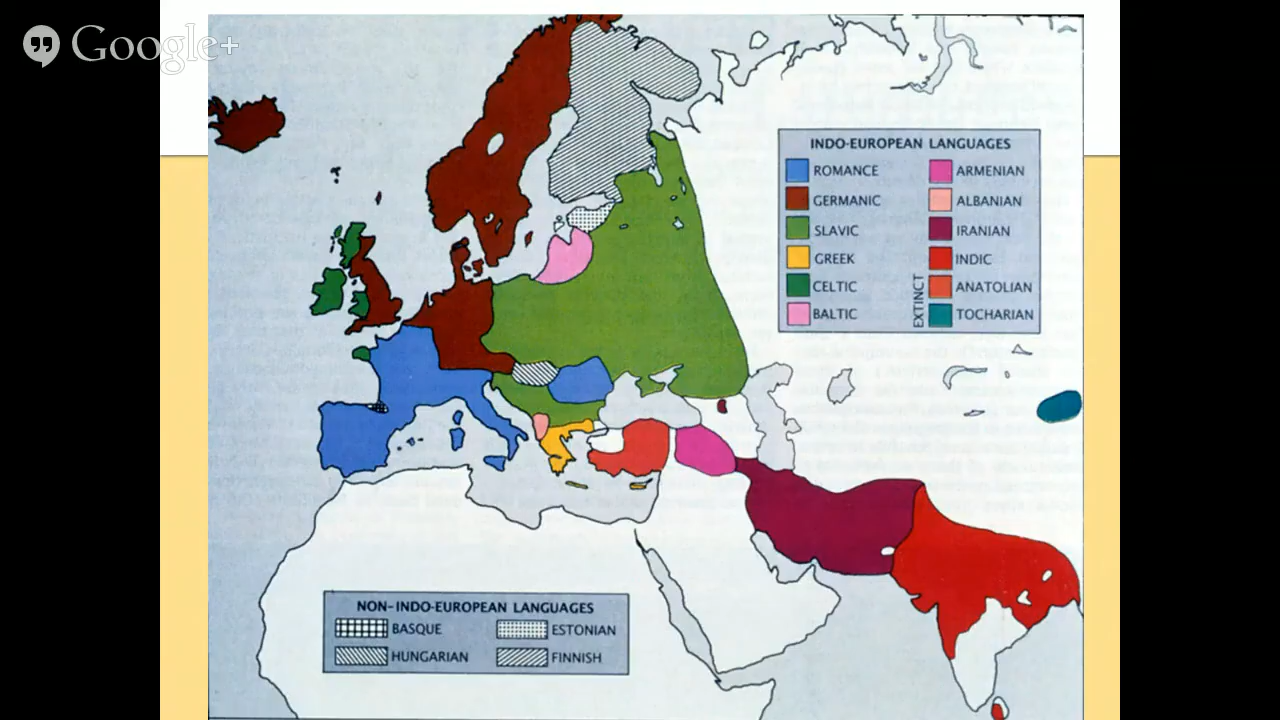 Google+
INDO-EUROPEAN LANGUAGES
ROMANCE
GERMANIC
SLAVIC
GREEK
CELTIC
BALTIC
ARMENIAN
ALBANIAN
IRANIAN
INDIC
EXTINCT
ANATOLIAN
TOCHARIAN
NON-INDO-EUROPEAN LANGUAGES
BASQUE
HUNGARIAN
ESTONIAN
FINNISH